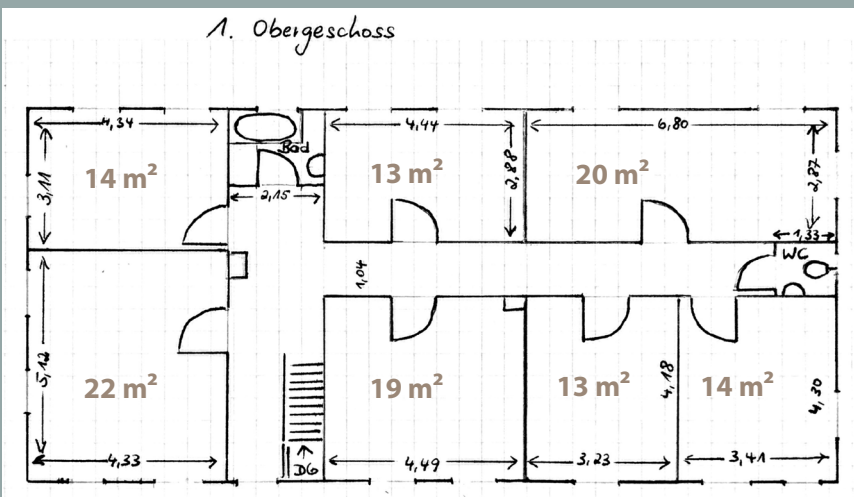 1. Obergeschoss
4,34
4,44
6,80
Bad
3,11
14 m²
13 m²
2,88
20 m²
2,87
2,15
1,33
WC
1,04
5,12
22 m²
19 m²
13 m²
4,18
14 m²
4,30
4,33
DG
4,49
3,23
3,41